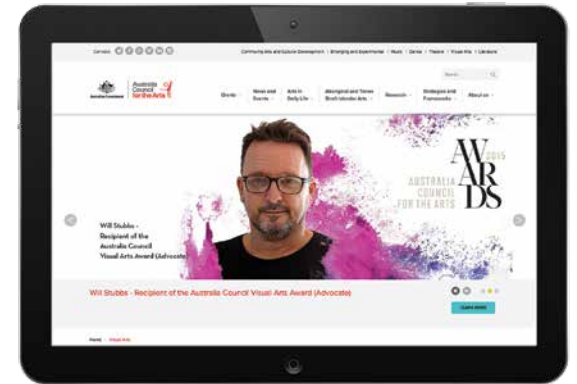 Community Arts and Cultural Development | Emerging and Experimental | Music | Dance | Theatre | Visual Arts | Literature
Search
Australian Government
Australia
Council
for the Arts
Grants
News and
Events
Arts in
Daily Life
Aboriginal and Torres
Strait Islander Arts
Research
Strategies and
Frameworks
About us
AWARDS
2015
AUSTRALIA
COUNCIL
FOR THE ARTS
Will Stubbs -
Recipient of the
Australia Council
Visual Arts Award (Advocate)
Will Stubbs - Recipient of the Australia Council Visual Arts Award (Advocate)
LEARN MORE
Home
Visual Arts